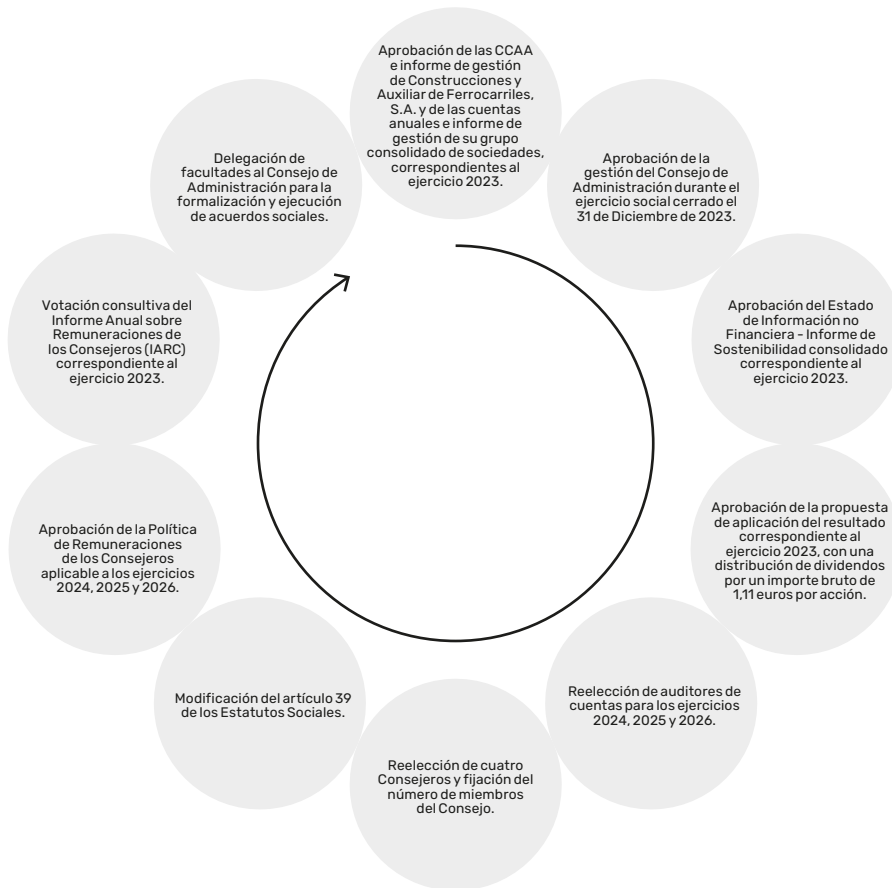 Aprobación de las CCAA
e informe de gestión
de Construcciones y
Auxiliar de Ferrocarriles,
S.A. y de las cuentas
anuales e informe de
gestión de su grupo
consolidado de sociedades,
correspondientes al
ejercicio 2023.
Aprobación de la
gestión del Consejo de
Administración durante el
ejercicio social cerrado el
31 de Diciembre de 2023.
Aprobación del Estado
de Información no
Financiera - Informe de
Sostenibilidad consolidado
correspondiente al
ejercicio 2023.
Aprobación de la propuesta
de aplicación del resultado
correspondiente al
ejercicio 2023, con una
distribución de dividendos
por un importe bruto de
1,11 euros por acción.
Reelección de auditores de
cuentas para los ejercicios
2024, 2025 y 2026.
Reelección de cuatro
Consejeros y fijación del
número de miembros
del Consejo.
Modificación del artículo 39
de los Estatutos Sociales.
Aprobación de la Política
de Remuneraciones
de los Consejeros
aplicable a los ejercicios
2024, 2025 y 2026.
Votación consultiva del
Informe Anual sobre
Remuneraciones de
los Consejeros (IARC)
correspondiente al
ejercicio 2023.
Delegación de
facultades al Consejo de
Administración para la
formalización y ejecución
de acuerdos sociales.